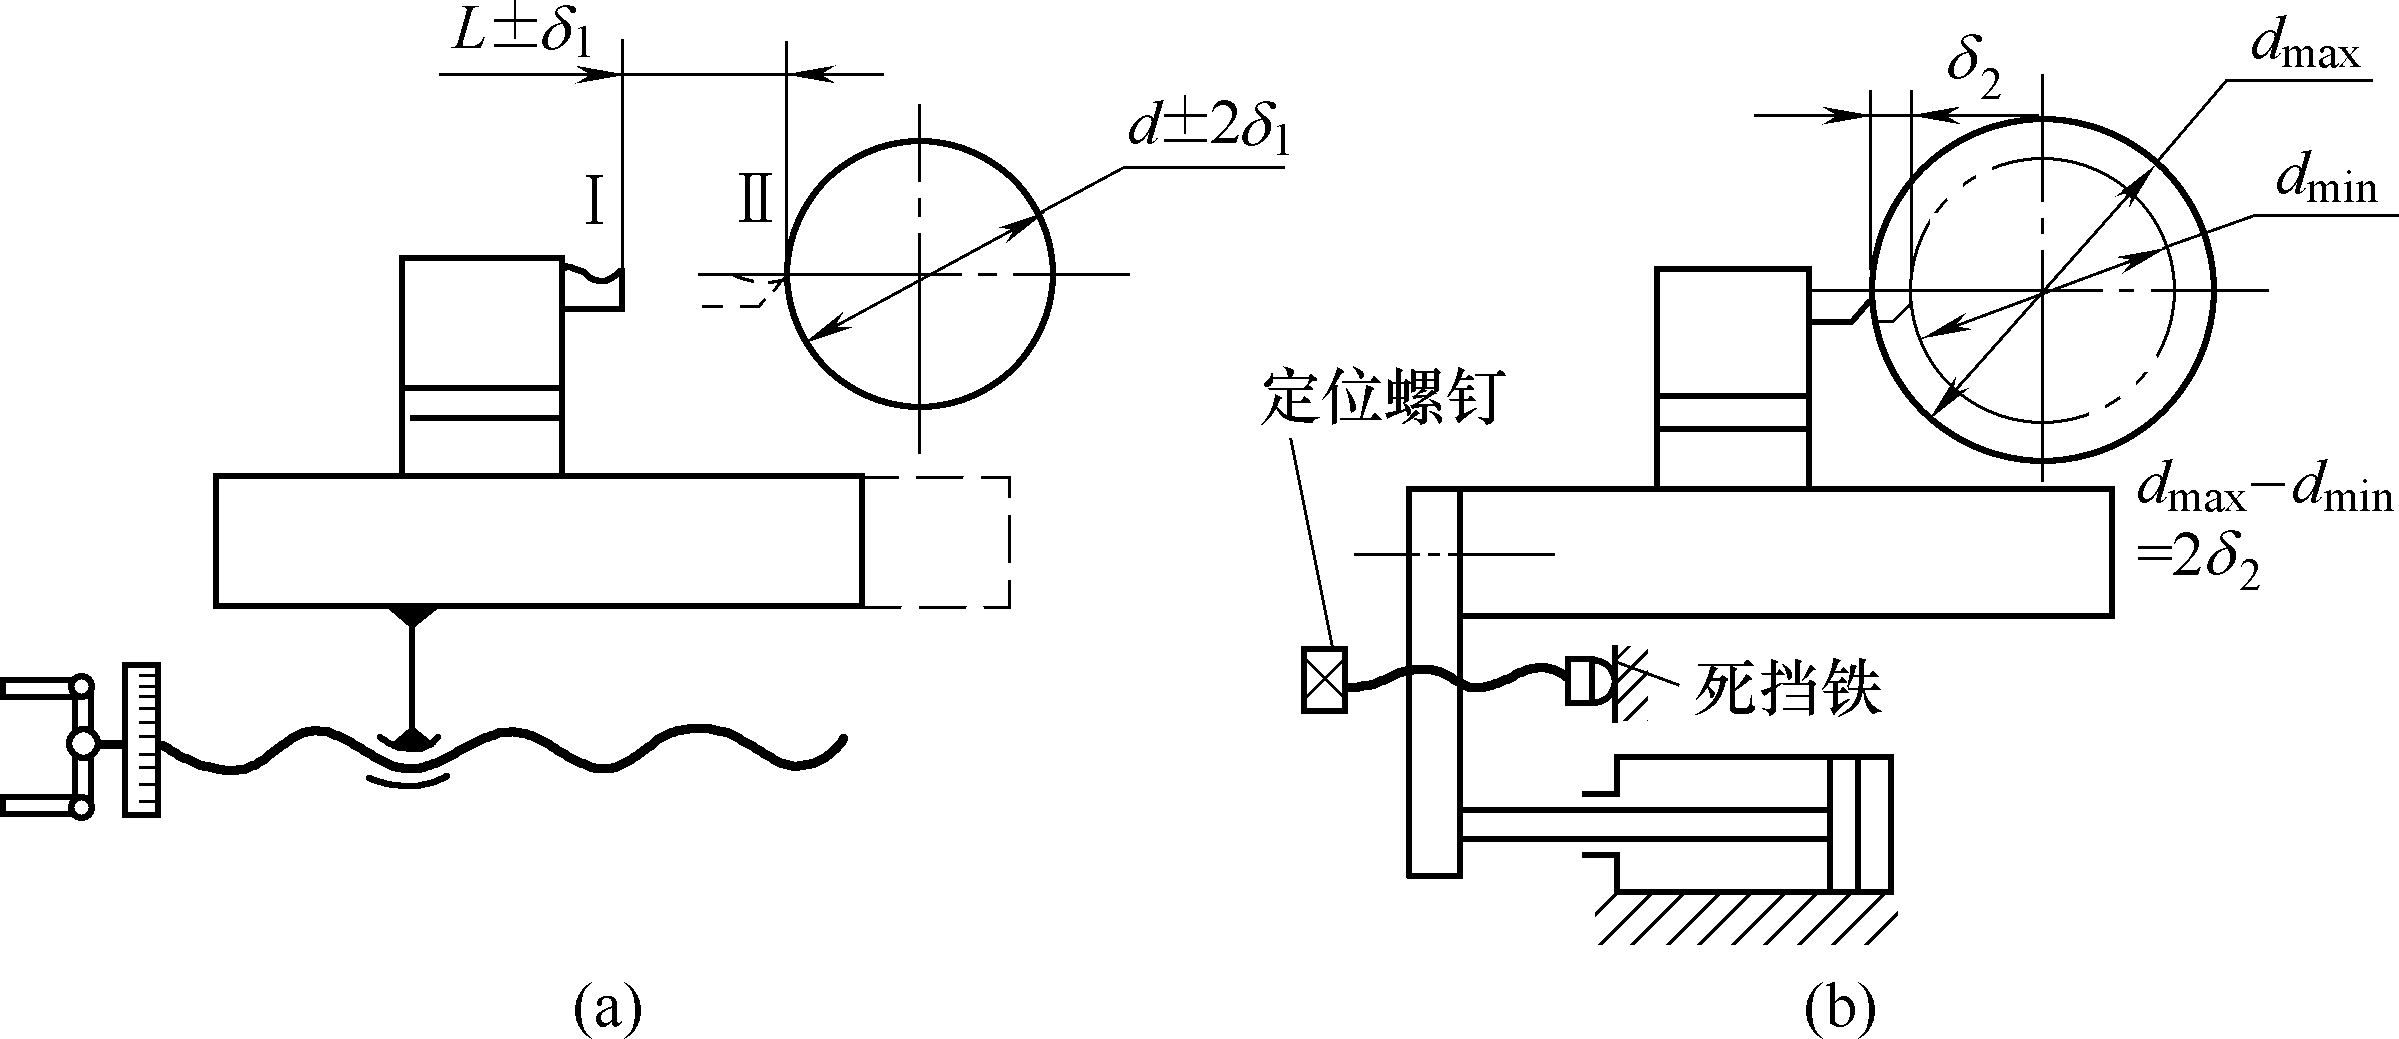 L±δ₁
Ⅰ
Ⅱ
d±2δ₁
(a)
δ₂
dmax
dmin
定位螺钉
dmax−dmin
=2δ₂
死挡铁
(b)